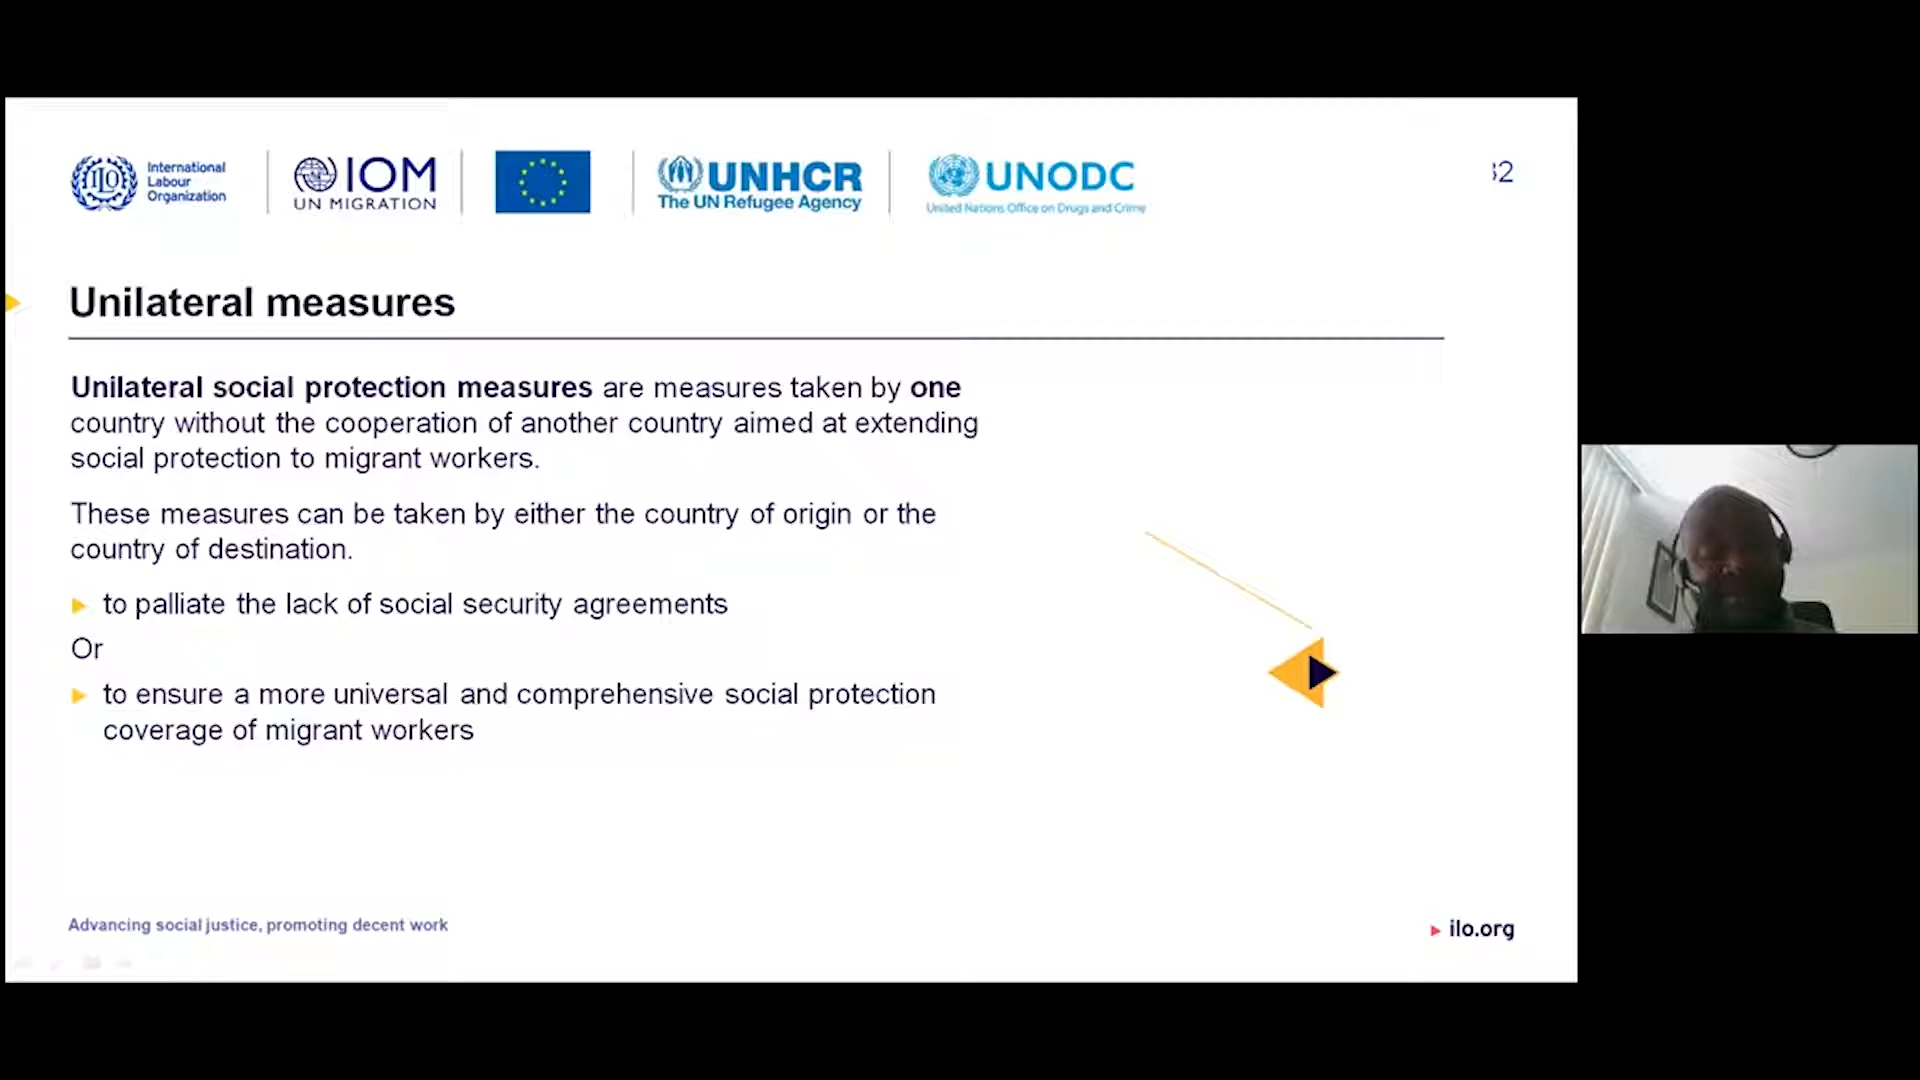 International
Labour
Organization
IOM
UN MIGRATION
UNHCR
The UN Refugee Agency
UNODC
United Nations Office on Drugs and Crime
Unilateral measures
Unilateral social protection measures are measures taken by one
country without the cooperation of another country aimed at extending
social protection to migrant workers.
These measures can be taken by either the country of origin or the
country of destination.
to palliate the lack of social security agreements
Or
to ensure a more universal and comprehensive social protection
coverage of migrant workers
Advancing social justice, promoting decent work
ilo.org